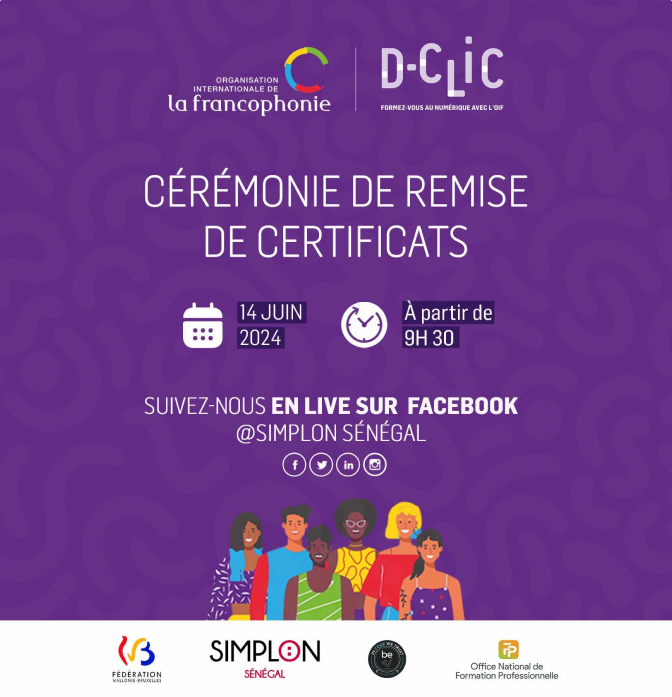 ORGANISATION
INTERNATIONALE DE
la francophonie
D-CLiC
FORMEZ-VOUS AU NUMÉRIQUE AVEC L'OIF
CÉRÉMONIE DE REMISE
DE CERTIFICATS
14 JUIN
2024
À partir de
9H 30
SUIVEZ-NOUS EN LIVE SUR FACEBOOK
@SIMPLON SÉNÉGAL
FÉDÉRATION
WALLONIE-BRUXELLES
SIMPLON
SÉNÉGAL
be
FP
Office National de
Formation Professionnelle